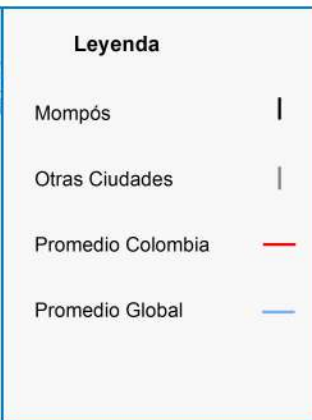 Leyenda
Mompós
Otras Ciudades
Promedio Colombia
Promedio Global